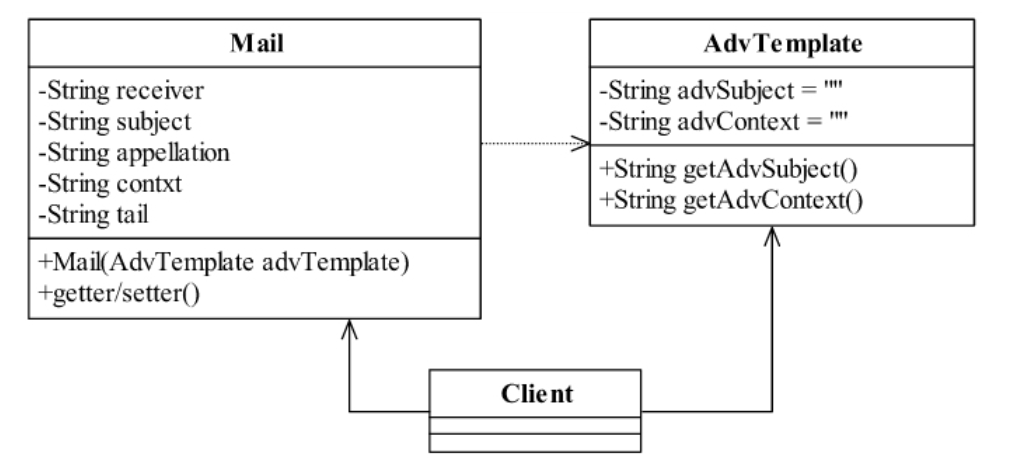 Mail
-String receiver
-String subject
-String appellation
-String contxt
-String tail
+Mail(AdvTemplate advTemplate)
+getter/setter()
AdvTemplate
-String advSubject = ""
-String advContext = ""
+String getAdvSubject()
+String getAdvContext()
Client